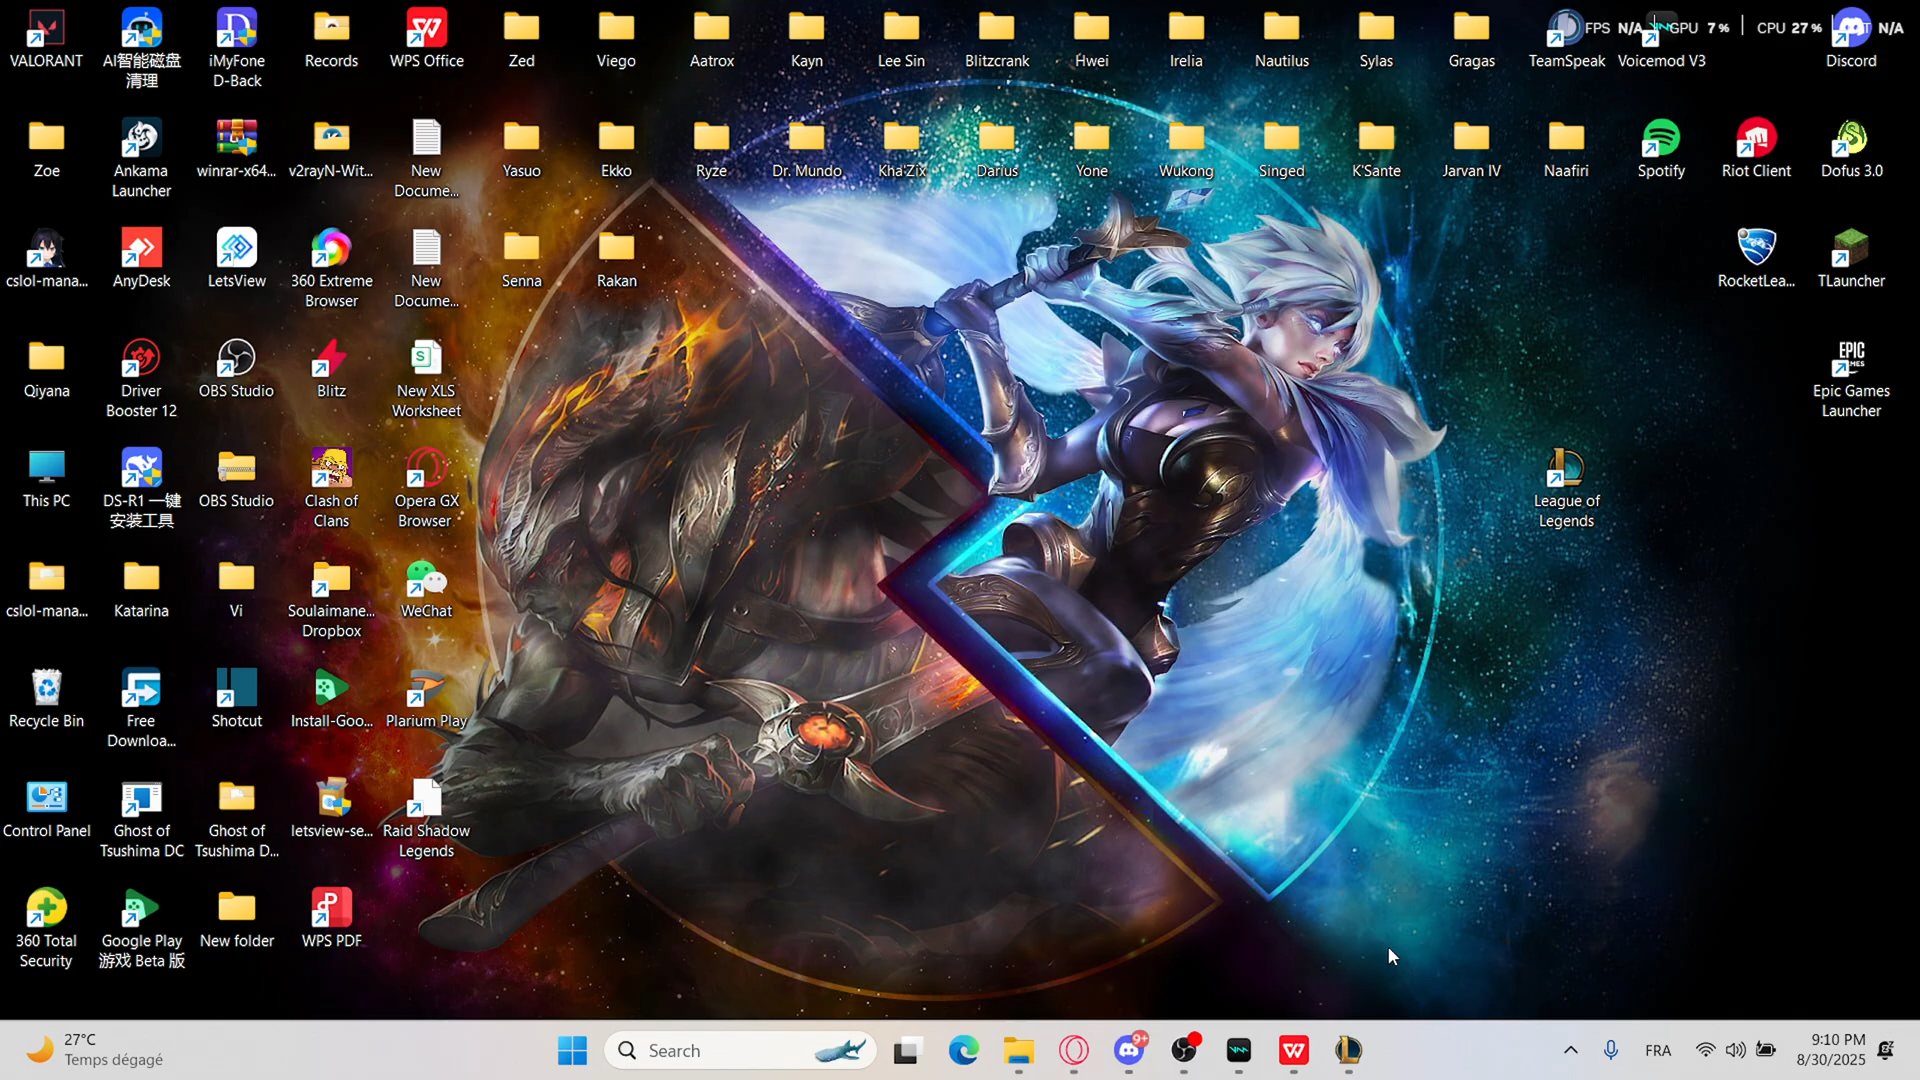 VALORANT
AI智能磁盘
清理
iMyFone
D-Back
Records
WPS Office
Zed
Viego
Aatrox
Kayn
Lee Sin
Blitzcrank
Hwei
Irelia
Nautilus
Sylas
Gragas
FPS N/A
GPU 7 %
CPU 27 %
N/A
TeamSpeak
Voicemod V3
Discord
Zoe
Ankama
Launcher
winrar-x64...
v2rayN-Wit...
New
Docume...
Yasuo
Ekko
Ryze
Dr. Mundo
Kha'Zix
Darius
Yone
Wukong
Singed
K'Sante
Jarvan IV
Naafiri
Spotify
Riot Client
Dofus 3.0
cslol-mana...
AnyDesk
LetsView
360 Extreme
Browser
New
Docume...
Senna
Rakan
RocketLea...
TLauncher
Qiyana
Driver
Booster 12
OBS Studio
Blitz
New XLS
Worksheet
EPIC
Epic Games
Launcher
This PC
DS-R1 一键
安装工具
OBS Studio
Clash of
Clans
Opera GX
Browser
League of
Legends
cslol-mana...
Katarina
Vi
Soulaimane...
Dropbox
WeChat
Recycle Bin
Free
Downloa...
Shotcut
Install-Goo...
Plarium Play
Control Panel
Ghost of
Tsushima DC
Ghost of
Tsushima D...
letsview-se...
Raid Shadow
Legends
360 Total
Security
Google Play
游戏 Beta 版
New folder
WPS PDF
27°C
Temps dégagé
Search
9+
FRA
9:10 PM
8/30/2025